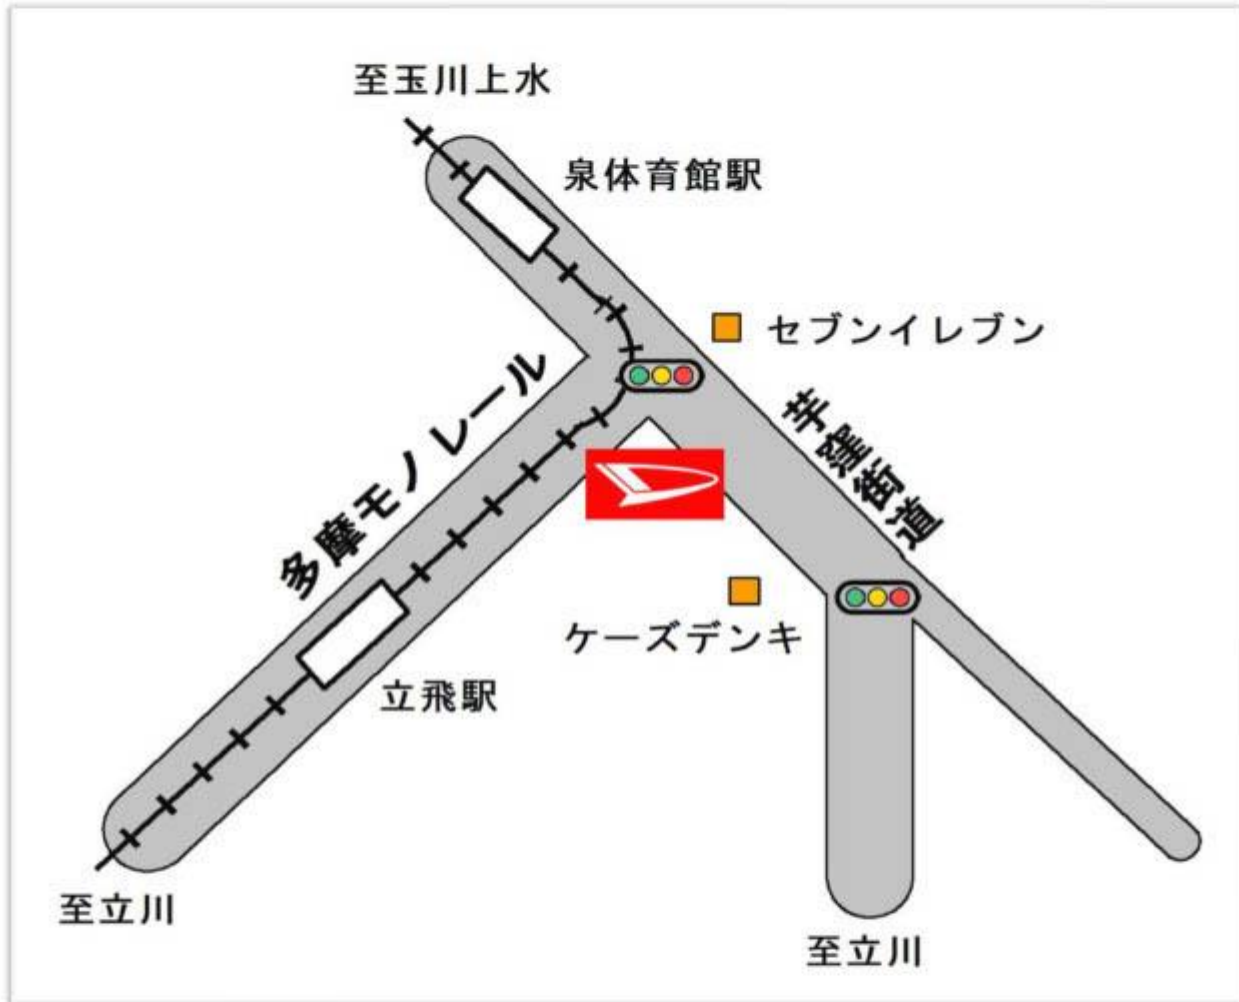 至玉川上水
泉体育館駅
セブンイレブン
多摩モノレール
芋窪街道
ケーズデンキ
立飛駅
至立川
至立川